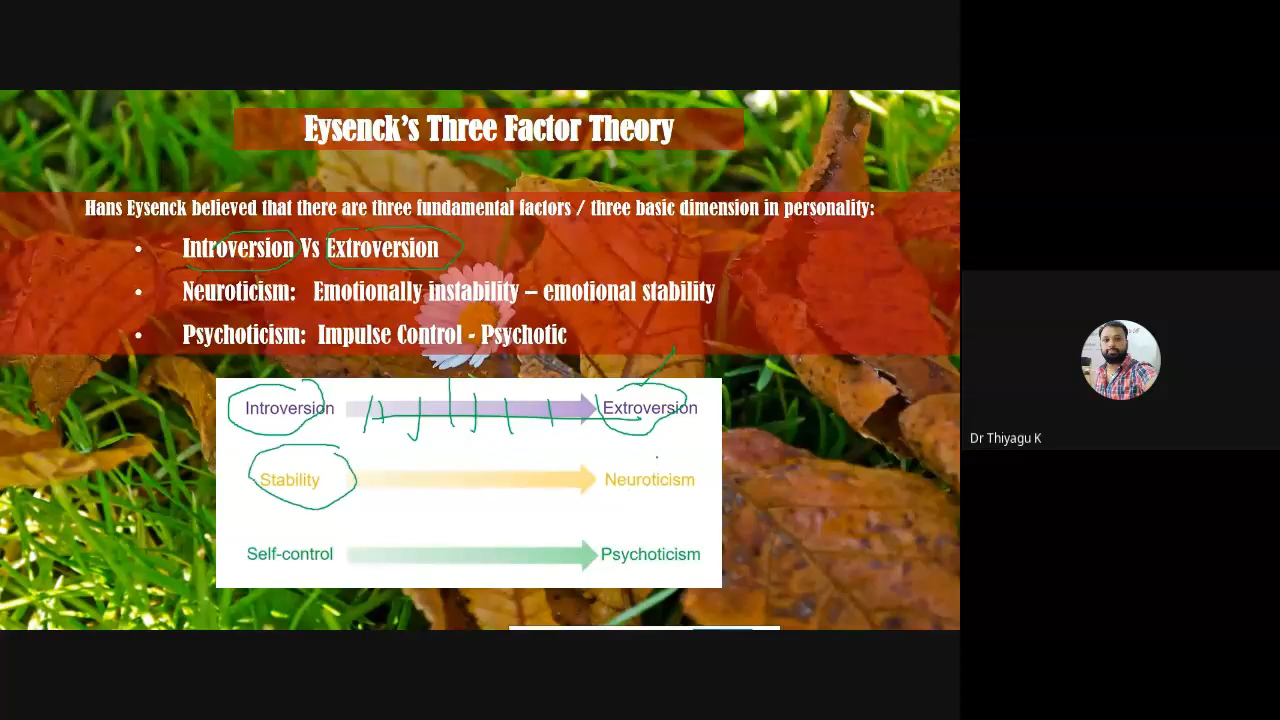 Eysenck's Three Factor Theory
Hans Eysenck believed that there are three fundamental factors / three basic dimension in personality:
• Introversion Vs Extroversion
• Neuroticism: Emotionally instability – emotional stability
• Psychoticism: Impulse Control - Psychotic
Introversion Extroversion
Stability Neuroticism
Self-control Psychoticism
Dr Thiyagu K